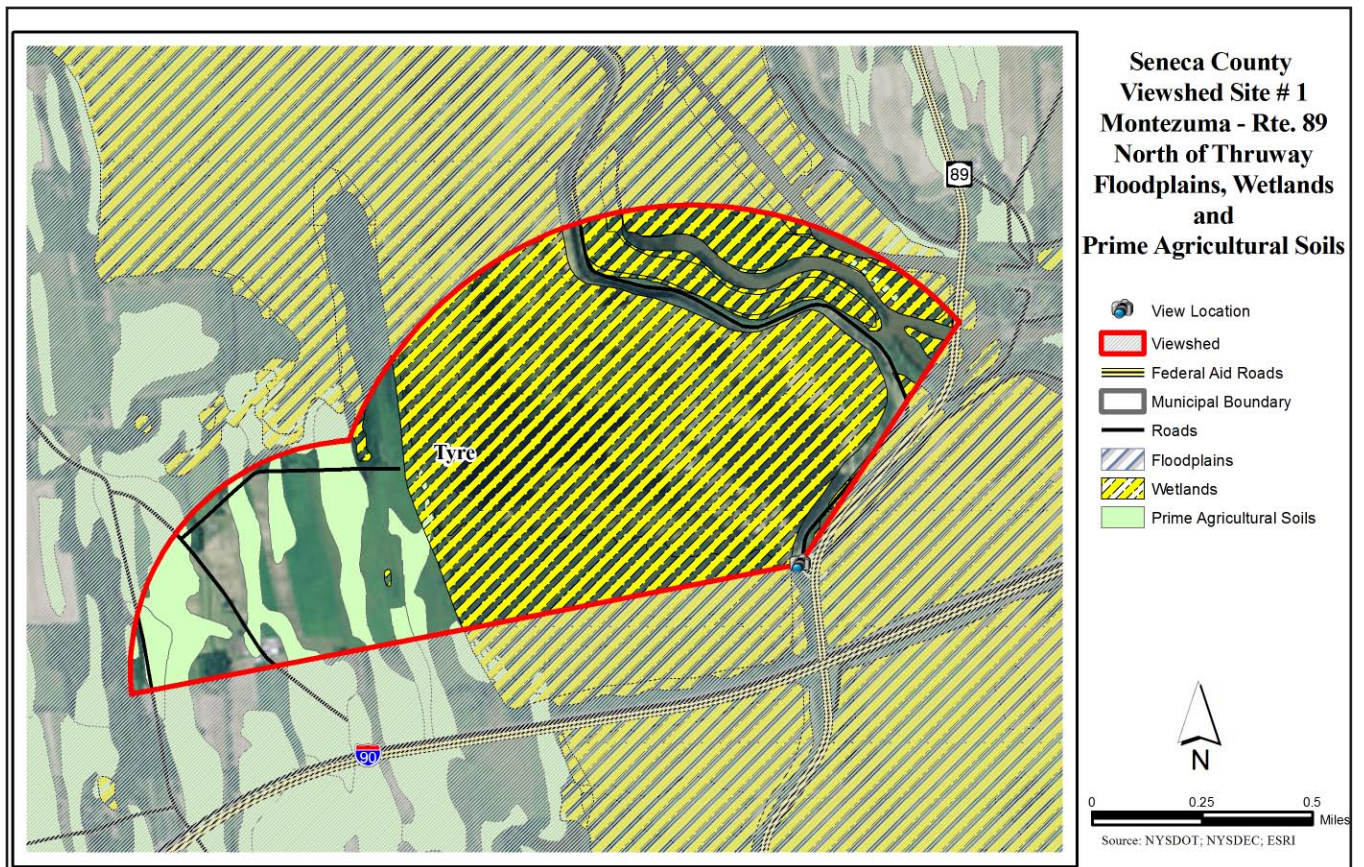 Seneca County
Viewshed Site # 1
Montezuma - Rte. 89
North of Thruway
Floodplains, Wetlands
and
Prime Agricultural Soils
View Location
Viewshed
Federal Aid Roads
Municipal Boundary
Roads
Floodplains
Wetlands
Prime Agricultural Soils
89
Tyre
90
N
0 0.25 0.5
Miles
Source: NYSDOT; NYSDEC; ESRI